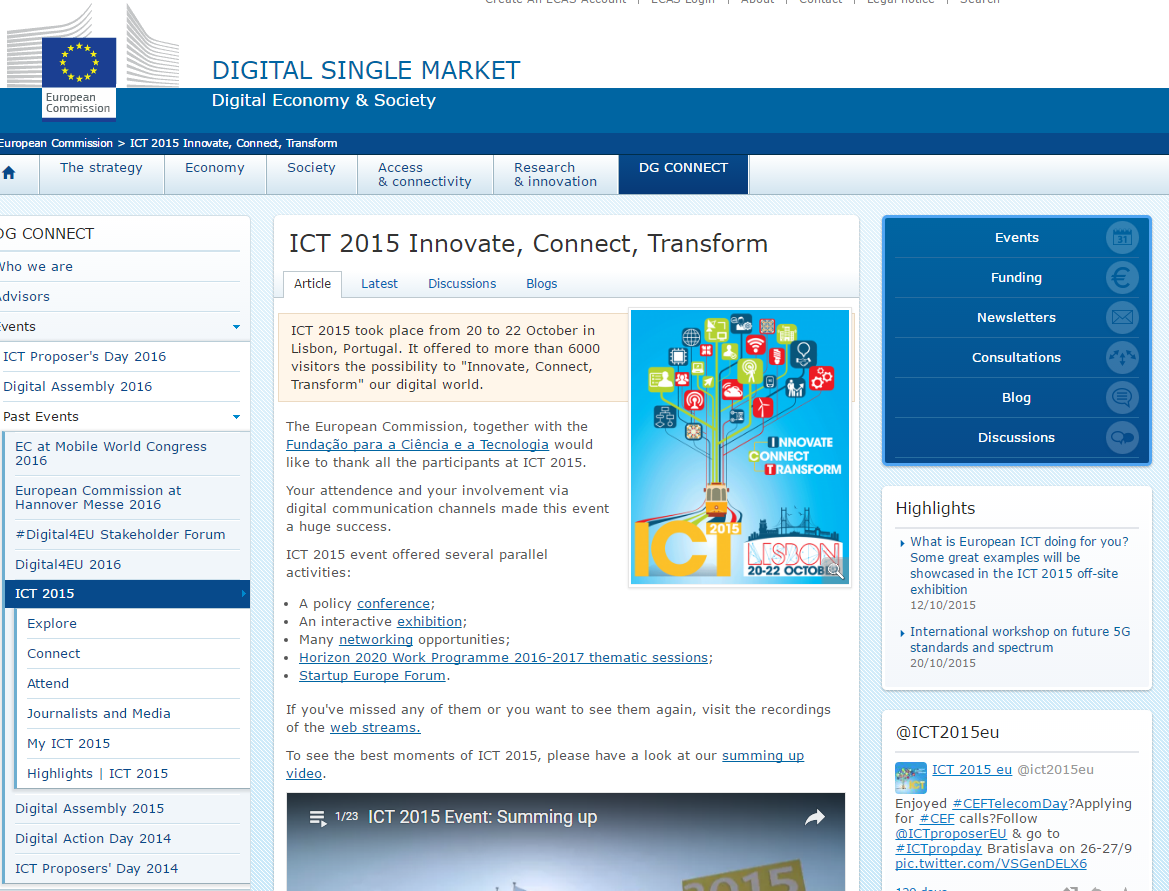 Create An ECAS Account | ECAS Login | About | Contact | Legal notice | Search
European
Commission
DIGITAL SINGLE MARKET
Digital Economy & Society
European Commission > ICT 2015 Innovate, Connect, Transform
The strategy
Economy
Society
Access
& connectivity
Research
& innovation
DG CONNECT
DG CONNECT
Who we are
Advisors
Events
ICT Proposer's Day 2016
Digital Assembly 2016
Past Events
EC at Mobile World Congress
2016
European Commission at
Hannover Messe 2016
#Digital4EU Stakeholder Forum
Digital4EU 2016
ICT 2015
Explore
Connect
Attend
Journalists and Media
My ICT 2015
Highlights | ICT 2015
Digital Assembly 2015
Digital Action Day 2014
ICT Proposers' Day 2014
ICT 2015 Innovate, Connect, Transform
Article
Latest
Discussions
Blogs
ICT 2015 took place from 20 to 22 October in
Lisbon, Portugal. It offered to more than 6000
visitors the possibility to "Innovate, Connect,
Transform" our digital world.
INNOVATE
CONNECT
TRANSFORM
ICT
2015
LISBON
20-22 OCTOB
The European Commission, together with the
Fundação para a Ciência e a Tecnologia would
like to thank all the participants at ICT 2015.
Your attendence and your involvement via
digital communication channels made this event
a huge success.
ICT 2015 event offered several parallel
activities:
• A policy conference;
• An interactive exhibition;
• Many networking opportunities;
• Horizon 2020 Work Programme 2016-2017 thematic sessions;
• Startup Europe Forum.
If you've missed any of them or you want to see them again, visit the recordings
of the web streams.
To see the best moments of ICT 2015, please have a look at our summing up
video.
1/23 ICT 2015 Event: Summing up
2015
Events
31
Funding
€
Newsletters
Consultations
Blog
Discussions
Highlights
What is European ICT doing for you?
Some great examples will be
showcased in the ICT 2015 off-site
exhibition
12/10/2015
International workshop on future 5G
standards and spectrum
20/10/2015
@ICT2015eu
ICT 2015 eu @ict2015eu
Enjoyed #CEFTelecomDay?Applying
for #CEF calls?Follow
@ICTproposerEU & go to
#ICTpropday Bratislava on 26-27/9
pic.twitter.com/VSGenDELX6